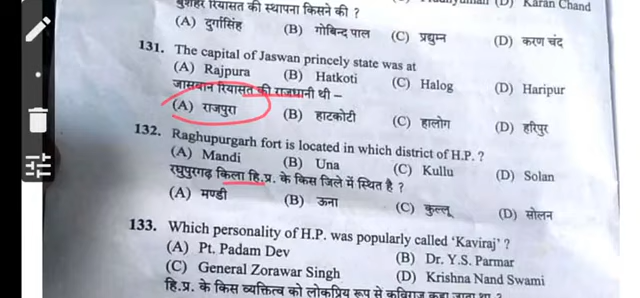 बुशहर रियासत की स्थापना किसने की ?
(D) Karan Chand
(A) दुर्गासिंह (B) गोबिन्द पाल (C) प्रद्युम्न (D) करण चंद
131. The capital of Jaswan princely state was at
(A) Rajpura (B) Hatkoti (C) Halog (D) Haripur
जासवान रियासत की राजधानी थी –
(A) राजपुरा (B) हाटकोटी (C) हालोग (D) हरिपुर
132. Raghupurgarh fort is located in which district of H.P. ?
(A) Mandi (B) Una (C) Kullu (D) Solan
रघुपुरगढ़ किला हि.प्र. के किस जिले में स्थित है ?
(A) मण्डी (B) ऊना (C) कुल्लू (D) सोलन
133. Which personality of H.P. was popularly called ‘Kaviraj’ ?
(A) Pt. Padam Dev (B) Dr. Y.S. Parmar
(C) General Zorawar Singh (D) Krishna Nand Swami
हि.प्र. के किस व्यक्तित्व को लोकप्रिय रूप से कविराज कहा जाता था ?